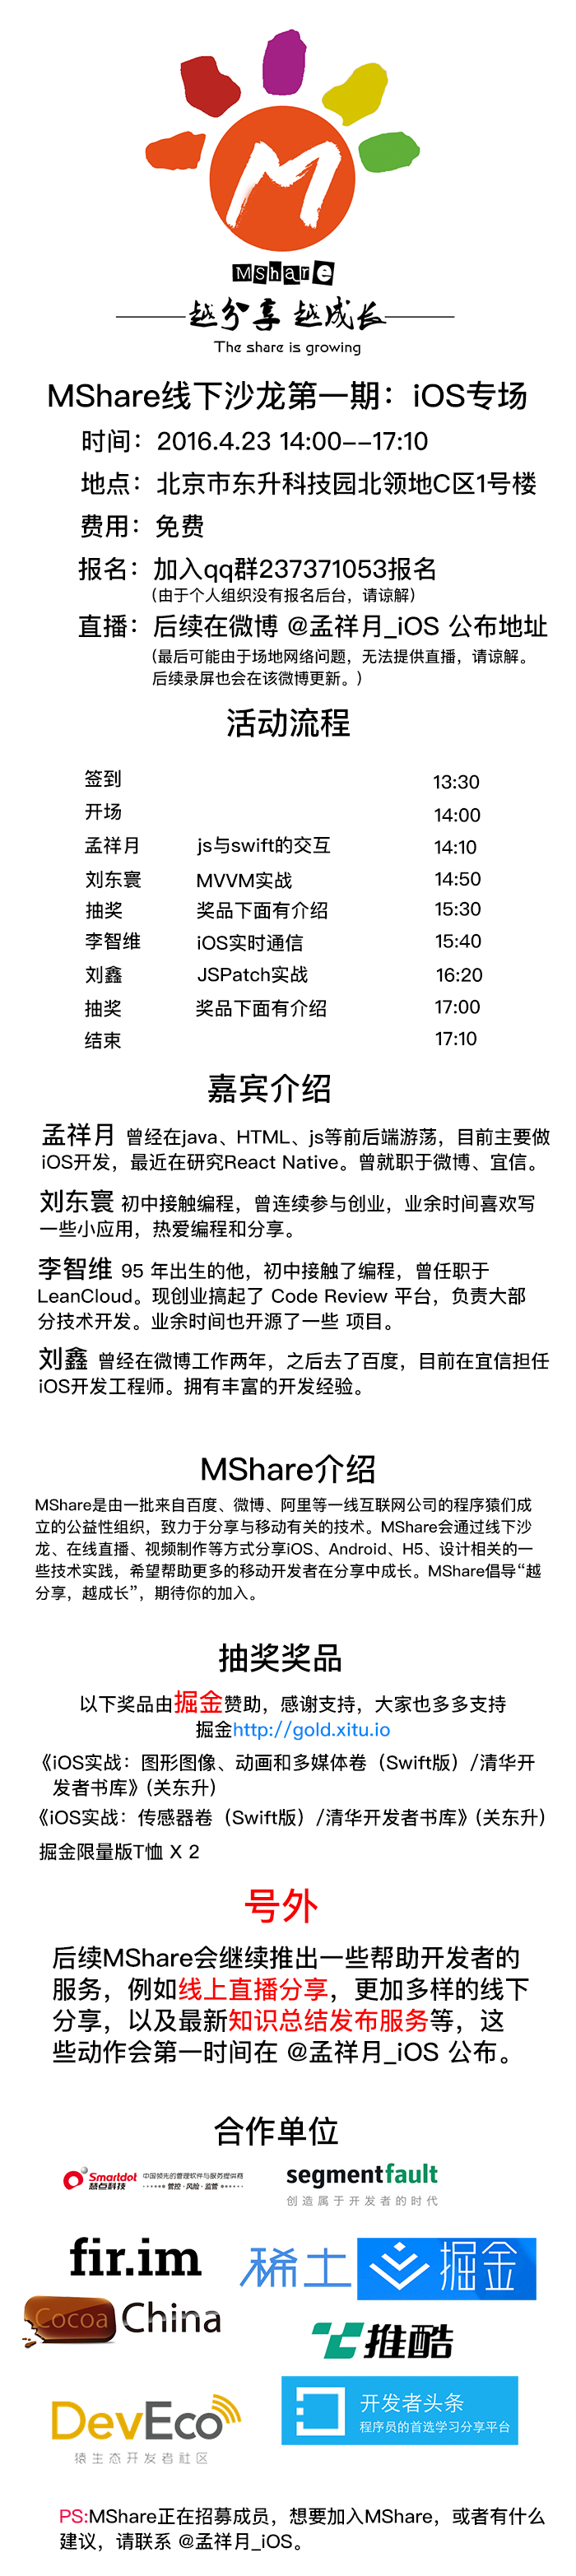 M
MShare
越分享 越成长
The share is growing
MShare线下沙龙第一期：iOS专场
时间：2016.4.23 14:00--17:10
地点：北京市东升科技园北领地C区1号楼
费用：免费
报名：加入qq群237371053报名
(由于个人组织没有报名后台，请谅解)
直播：后续在微博 @孟祥月_iOS 公布地址
(最后可能由于场地网络问题，无法提供直播，请谅解。
后续录屏也会在该微博更新。)
活动流程
签到 13:30
开场 14:00
孟祥月 js与swift的交互 14:10
刘东寰 MVVM实战 14:50
抽奖 奖品下面有介绍 15:30
李智维 iOS实时通信 15:40
刘鑫 JSPatch实战 16:20
抽奖 奖品下面有介绍 17:00
结束 17:10
嘉宾介绍
孟祥月 曾经在java、HTML、js等前后端游荡，目前主要做
iOS开发，最近在研究React Native。曾就职于微博、宜信。
刘东寰 初中接触编程，曾连续参与创业，业余时间喜欢写
一些小应用，热爱编程和分享。
李智维 95 年出生的他，初中接触了编程，曾任职于
LeanCloud。现创业搞起了 Code Review 平台，负责大部
分技术开发。业余时间也开源了一些 项目。
刘鑫 曾经在微博工作两年，之后去了百度，目前在宜信担任
iOS开发工程师。拥有丰富的开发经验。
MShare介绍
MShare是由一批来自百度、微博、阿里等一线互联网公司的程序猿们成
立的公益性组织，致力于分享与移动有关的技术。MShare会通过线下沙
龙、在线直播、视频制作等方式分享iOS、Android、H5、设计相关的一
些技术实践，希望帮助更多的移动开发者在分享中成长。MShare倡导“越
分享，越成长”，期待你的加入。
抽奖奖品
以下奖品由掘金赞助，感谢支持，大家也多多支持
掘金http://gold.xitu.io
《iOS实战：图形图像、动画和多媒体卷（Swift版）/清华开
发者书库》(关东升)
《iOS实战：传感器卷（Swift版）/清华开发者书库》(关东升)
掘金限量版T恤 X 2
号外
后续MShare会继续推出一些帮助开发者的
服务，例如线上直播分享，更加多样的线下
分享，以及最新知识总结发布服务等，这
些动作会第一时间在 @孟祥月_iOS 公布。
合作单位
Smartdot 慧点科技 中国领先的管理软件与服务提供商
管控·风险·监管
segmentfault
创造属于开发者的时代
fir.im
稀土 掘金
CocoaChina
推酷
DevEco
猿生态开发者社区
开发者头条
程序员的首选学习分享平台
PS:MShare正在招募成员，想要加入MShare，或者有什么
建议，请联系 @孟祥月_iOS。